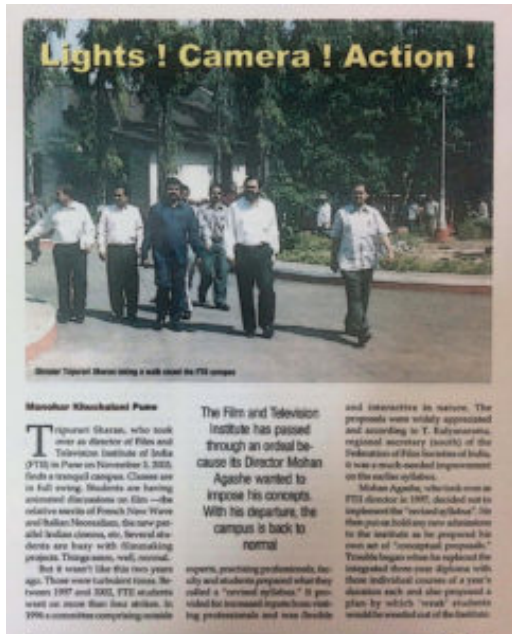 Lights ! Camera ! Action !
Director Tripurari Sharan taking a walk round the FTII campus
Manohar Khushalani Pune
Tripurari Sharan, who took
over as director of Film and
Television Institute of India
(FTII) in Pune on November 3, 2003,
finds a tranquil campus. Classes are
in full swing. Students are having
animated discussions on film —the
relative merits of French New Wave
and Italian Neorealism, the new par-
allel Indian cinema, etc. Several stu-
dents are busy with filmmaking
projects. Things seem, well, normal.
But it wasn't like this two years
ago. Those were turbulent times. Be-
tween 1997 and 2002, FTII students
went on more than four strikes. In
1996 a committee comprising outside
The Film and Television
Institute has passed
through an ordeal be-
cause its Director Mohan
Agashe wanted to
impose his concepts.
With his departure, the
campus is back to
normal
experts, practising professionals, fac-
ulty and students prepared what they
called a "revised syllabus." It pro-
vided for increased inputs from visit-
ing professionals and was flexible
and interactive in nature. The
proposals were widely appreciated
and according to T.
regional secretary (south) of the
Federation of Film Societies of India,
it was a much-needed improvement
on the earlier syllabus.
Mohan Agashe, who took over as
FTII director in 1997, decided not to
implement the "revised syllabus". He
then put on hold any new admissions
to the institute as he prepared his
own set of "conceptual proposals."
Trouble began when he replaced the
integrated three-year diploma with
three individual courses of a year's
duration each and also proposed a
plan by which "weak" students
would be weeded out of the Institute.